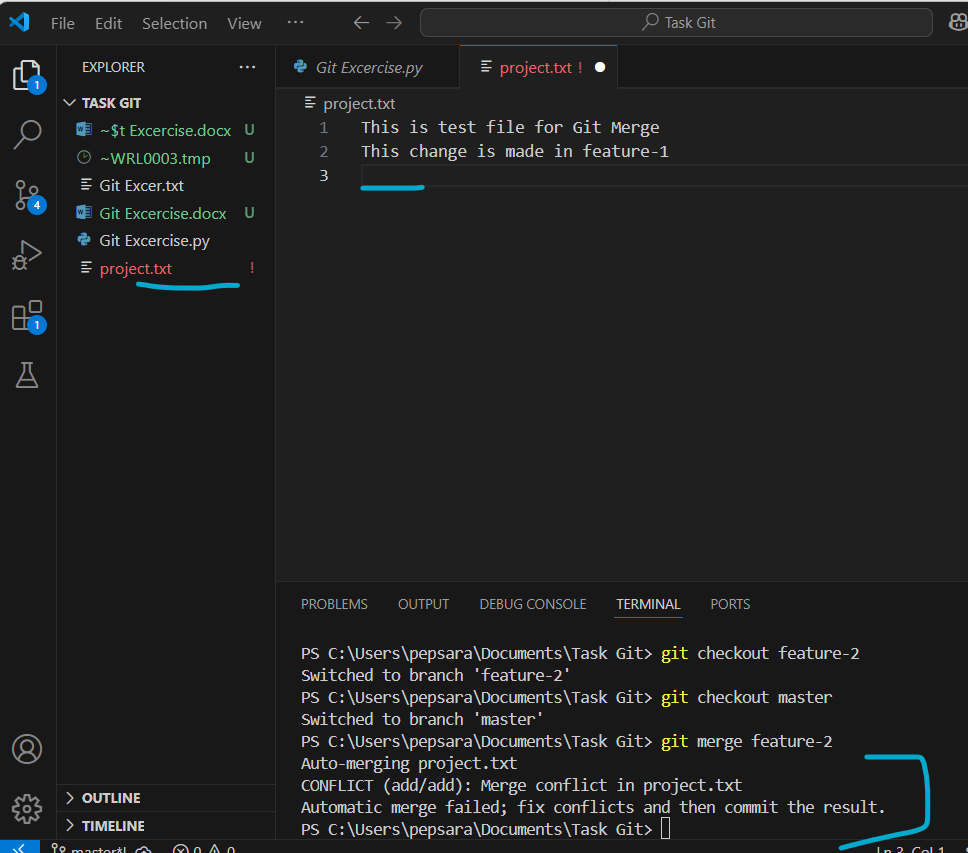 File Edit Selection View ... Task Git
EXPLORER ...
TASK GIT
~$t Excercise.docx U
~WRL0003.tmp U
Git Excer.txt
Git Excercise.docx U
Git Excercise.py
project.txt !
OUTLINE
TIMELINE
1
4
1
Git Excercise.py project.txt !
project.txt
1 This is test file for Git Merge
2 This change is made in feature-1
3
PROBLEMS OUTPUT DEBUG CONSOLE TERMINAL PORTS
PS C:\Users\pepsara\Documents\Task Git> git checkout feature-2
Switched to branch 'feature-2'
PS C:\Users\pepsara\Documents\Task Git> git checkout master
Switched to branch 'master'
PS C:\Users\pepsara\Documents\Task Git> git merge feature-2
Auto-merging project.txt
CONFLICT (add/add): Merge conflict in project.txt
Automatic merge failed; fix conflicts and then commit the result.
PS C:\Users\pepsara\Documents\Task Git>
master*! 0 0 Ln 3, Col 1